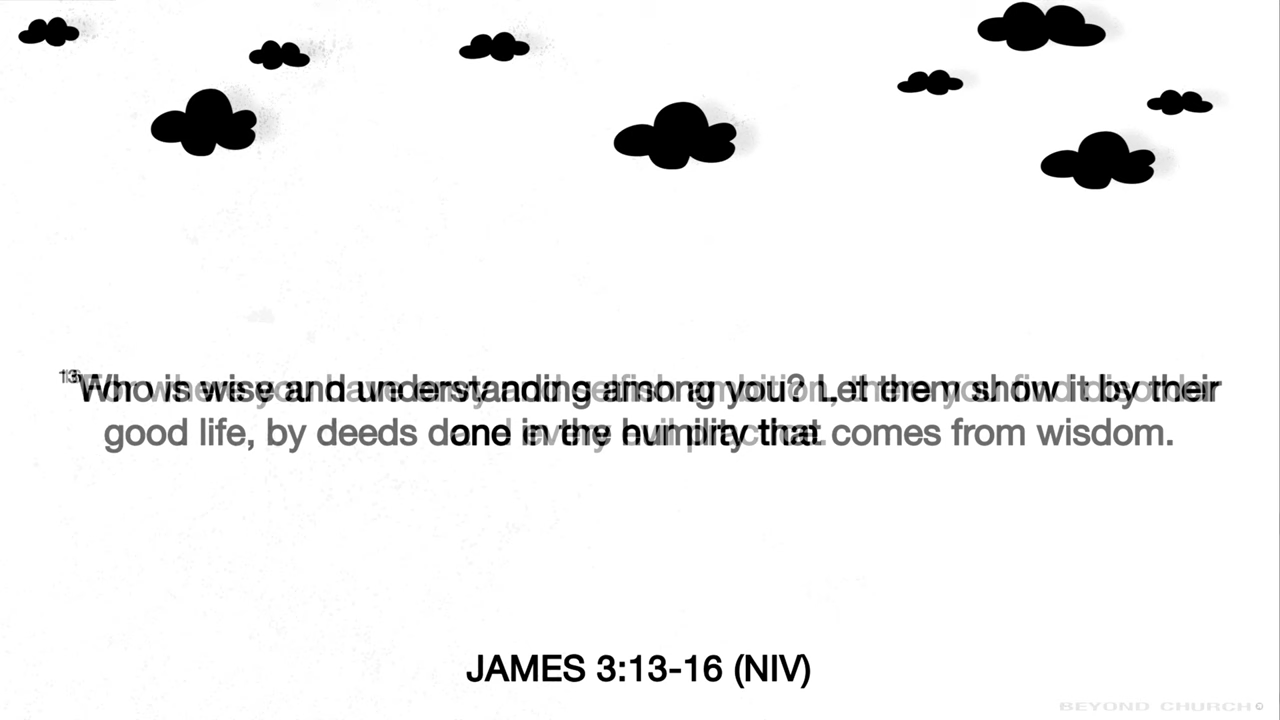 13 Who is wise and understanding among you? Let them show it by their
good life, by deeds done in the humility that comes from wisdom.
JAMES 3:13-16 (NIV)
BEYOND CHURCH©